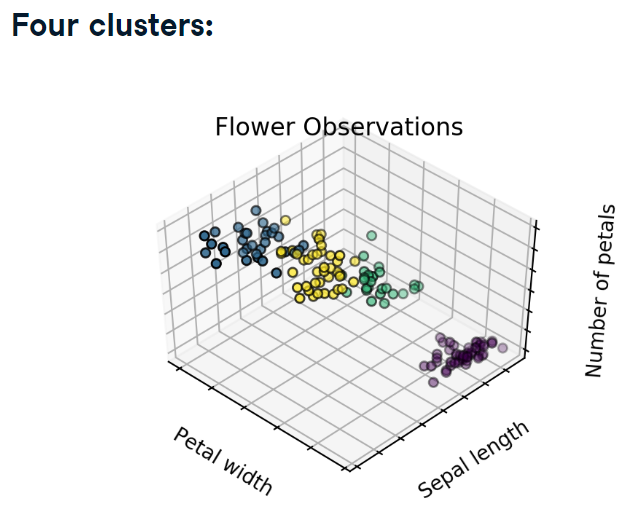 Four clusters:
Flower Observations
Number of petals
Petal width
Sepal length